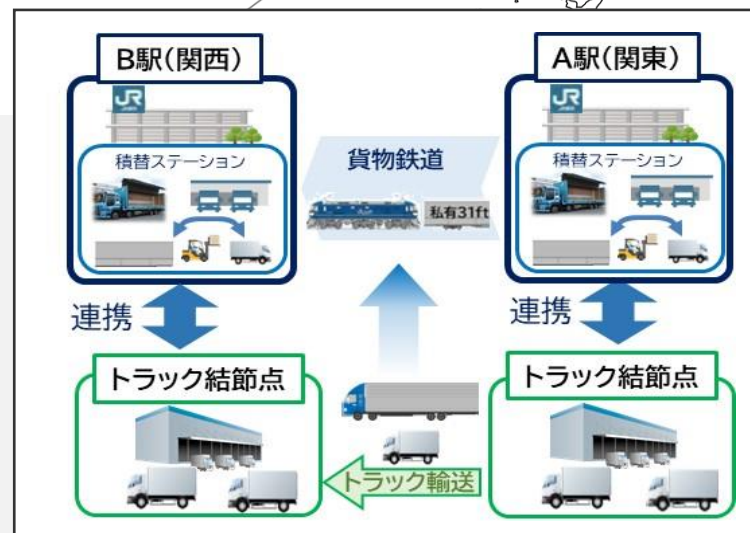 B駅(関西)
A駅(関東)
JR
積替ステーション
貨物鉄道
私有31ft
JR
積替ステーション
連携
連携
トラック結節点
トラック輸送
トラック結節点